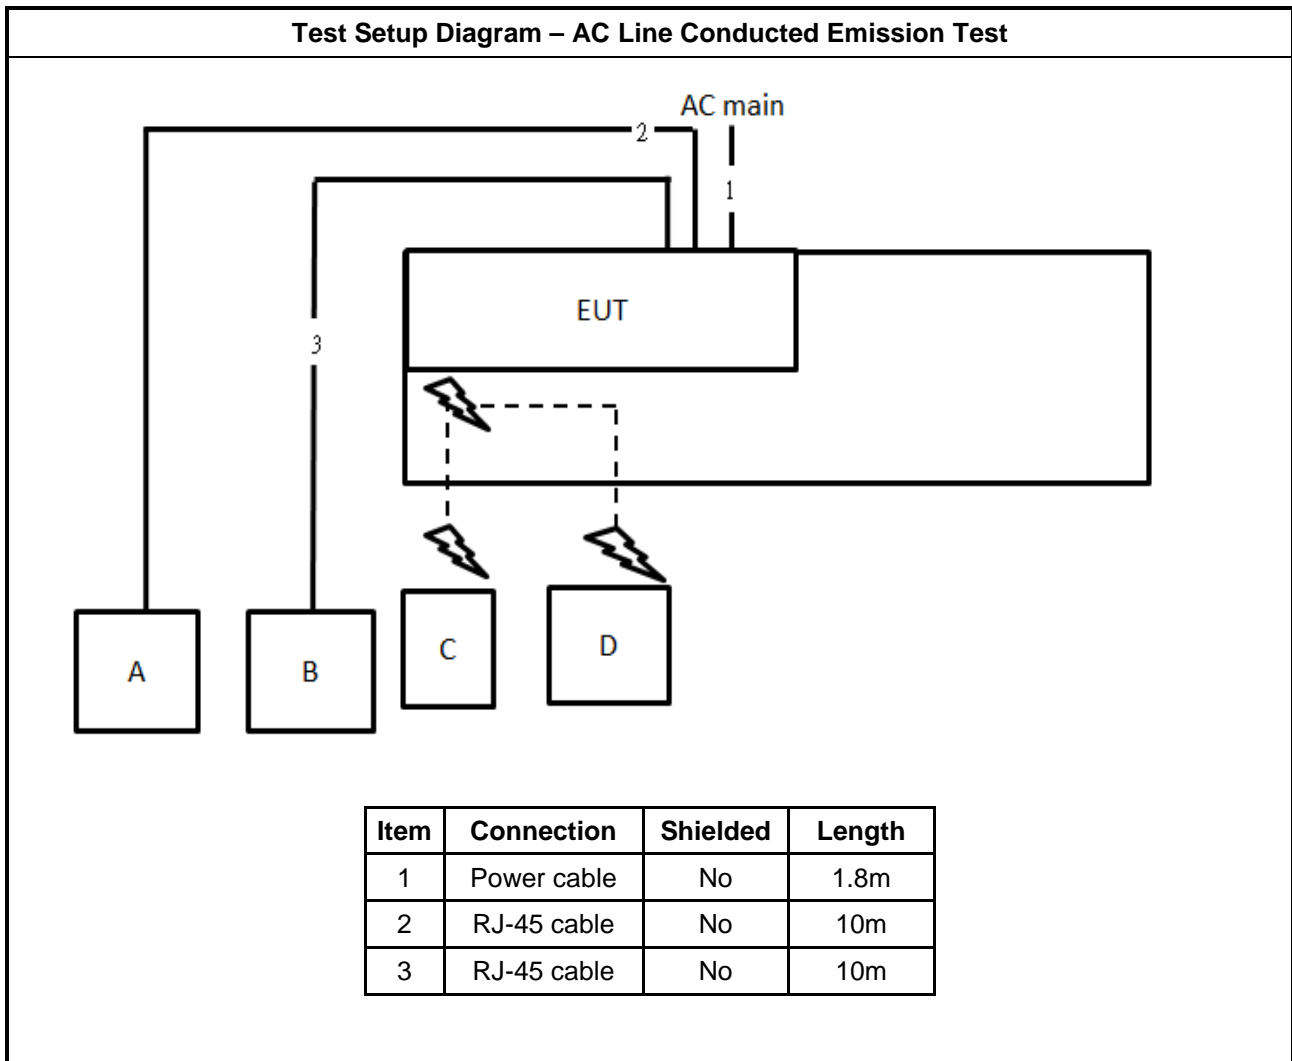 Test Setup Diagram – AC Line Conducted Emission Test
AC main
2
1
EUT
3
A
B
C
D
Item Connection Shielded Length
1 Power cable No 1.8m
2 RJ-45 cable No 10m
3 RJ-45 cable No 10m